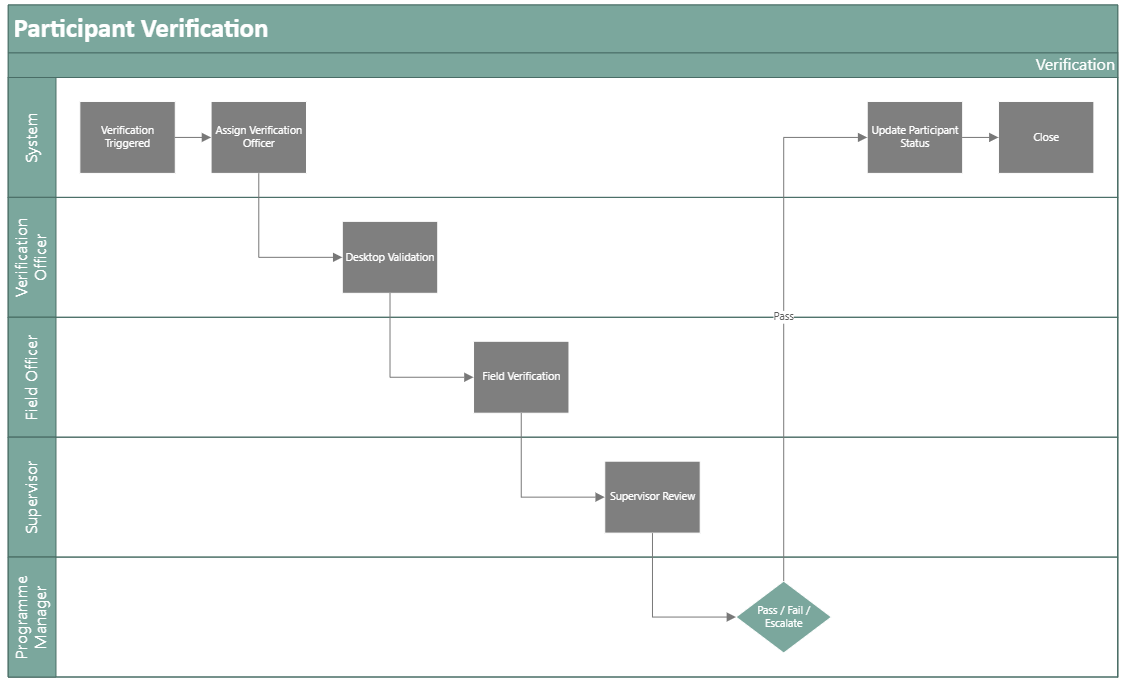 Participant Verification
Verification
System
Verification
Triggered
Assign Verification
Officer
Update Participant
Status
Close
Verification
Officer
Desktop Validation
Pass
Field Officer
Field Verification
Supervisor
Supervisor Review
Programme
Manager
Pass / Fail /
Escalate